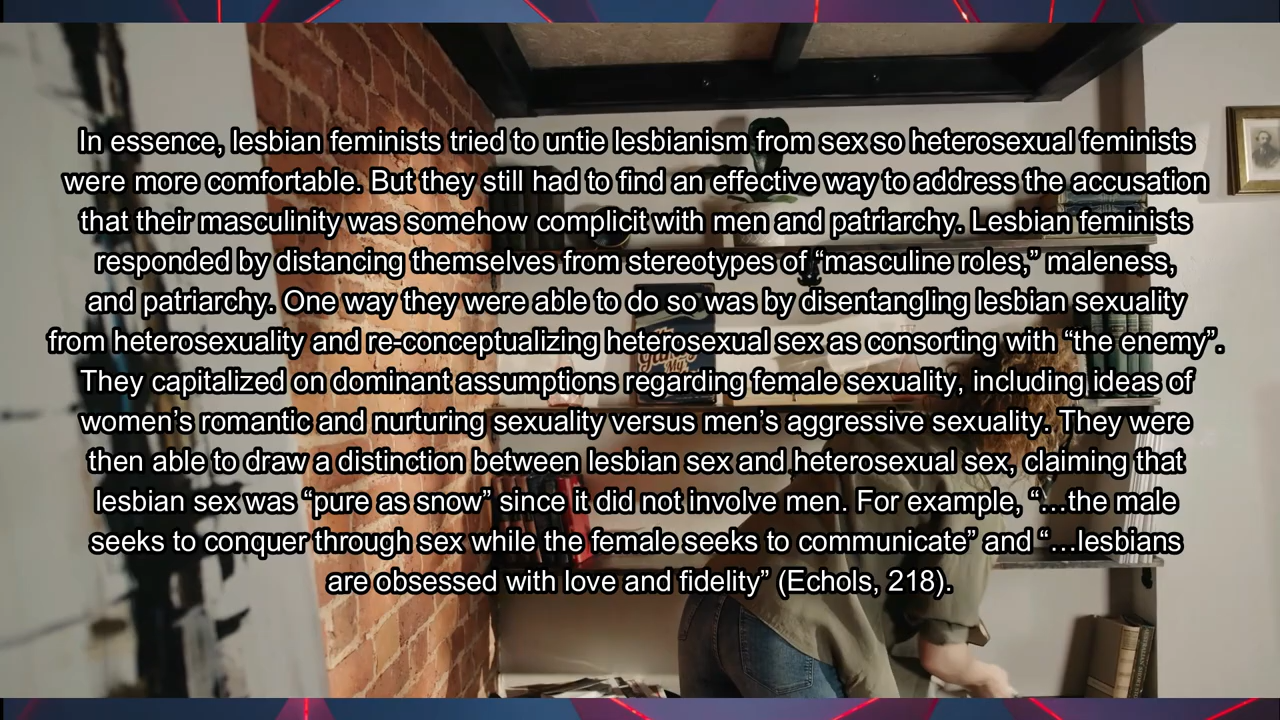 In essence, lesbian feminists tried to untie lesbianism from sex so heterosexual feminists
were more comfortable. But they still had to find an effective way to address the accusation
that their masculinity was somehow complicit with men and patriarchy. Lesbian feminists
responded by distancing themselves from stereotypes of “masculine roles,” maleness,
and patriarchy. One way they were able to do so was by disentangling lesbian sexuality
from heterosexuality and re-conceptualizing heterosexual sex as consorting with “the enemy”.
They capitalized on dominant assumptions regarding female sexuality, including ideas of
women’s romantic and nurturing sexuality versus men’s aggressive sexuality. They were
then able to draw a distinction between lesbian sex and heterosexual sex, claiming that
lesbian sex was “pure as snow” since it did not involve men. For example, “…the male
seeks to conquer through sex while the female seeks to communicate” and “…lesbians
are obsessed with love and fidelity” (Echols, 218).